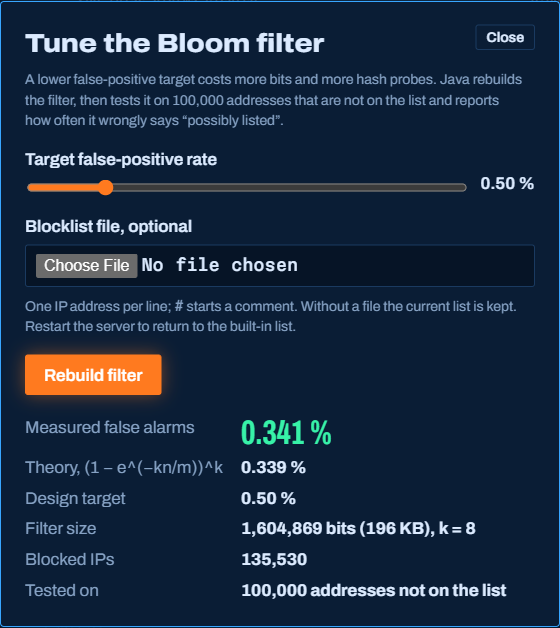 Tune the Bloom filter
Close
A lower false-positive target costs more bits and more hash probes. Java rebuilds
the filter, then tests it on 100,000 addresses that are not on the list and reports
how often it wrongly says “possibly listed”.
Target false-positive rate
0.50 %
Blocklist file, optional
Choose File No file chosen
One IP address per line; # starts a comment. Without a file the current list is kept.
Restart the server to return to the built-in list.
Rebuild filter
Measured false alarms 0.341 %
Theory, (1 − e^(−kn/m))^k 0.339 %
Design target 0.50 %
Filter size 1,604,869 bits (196 KB), k = 8
Blocked IPs 135,530
Tested on 100,000 addresses not on the list